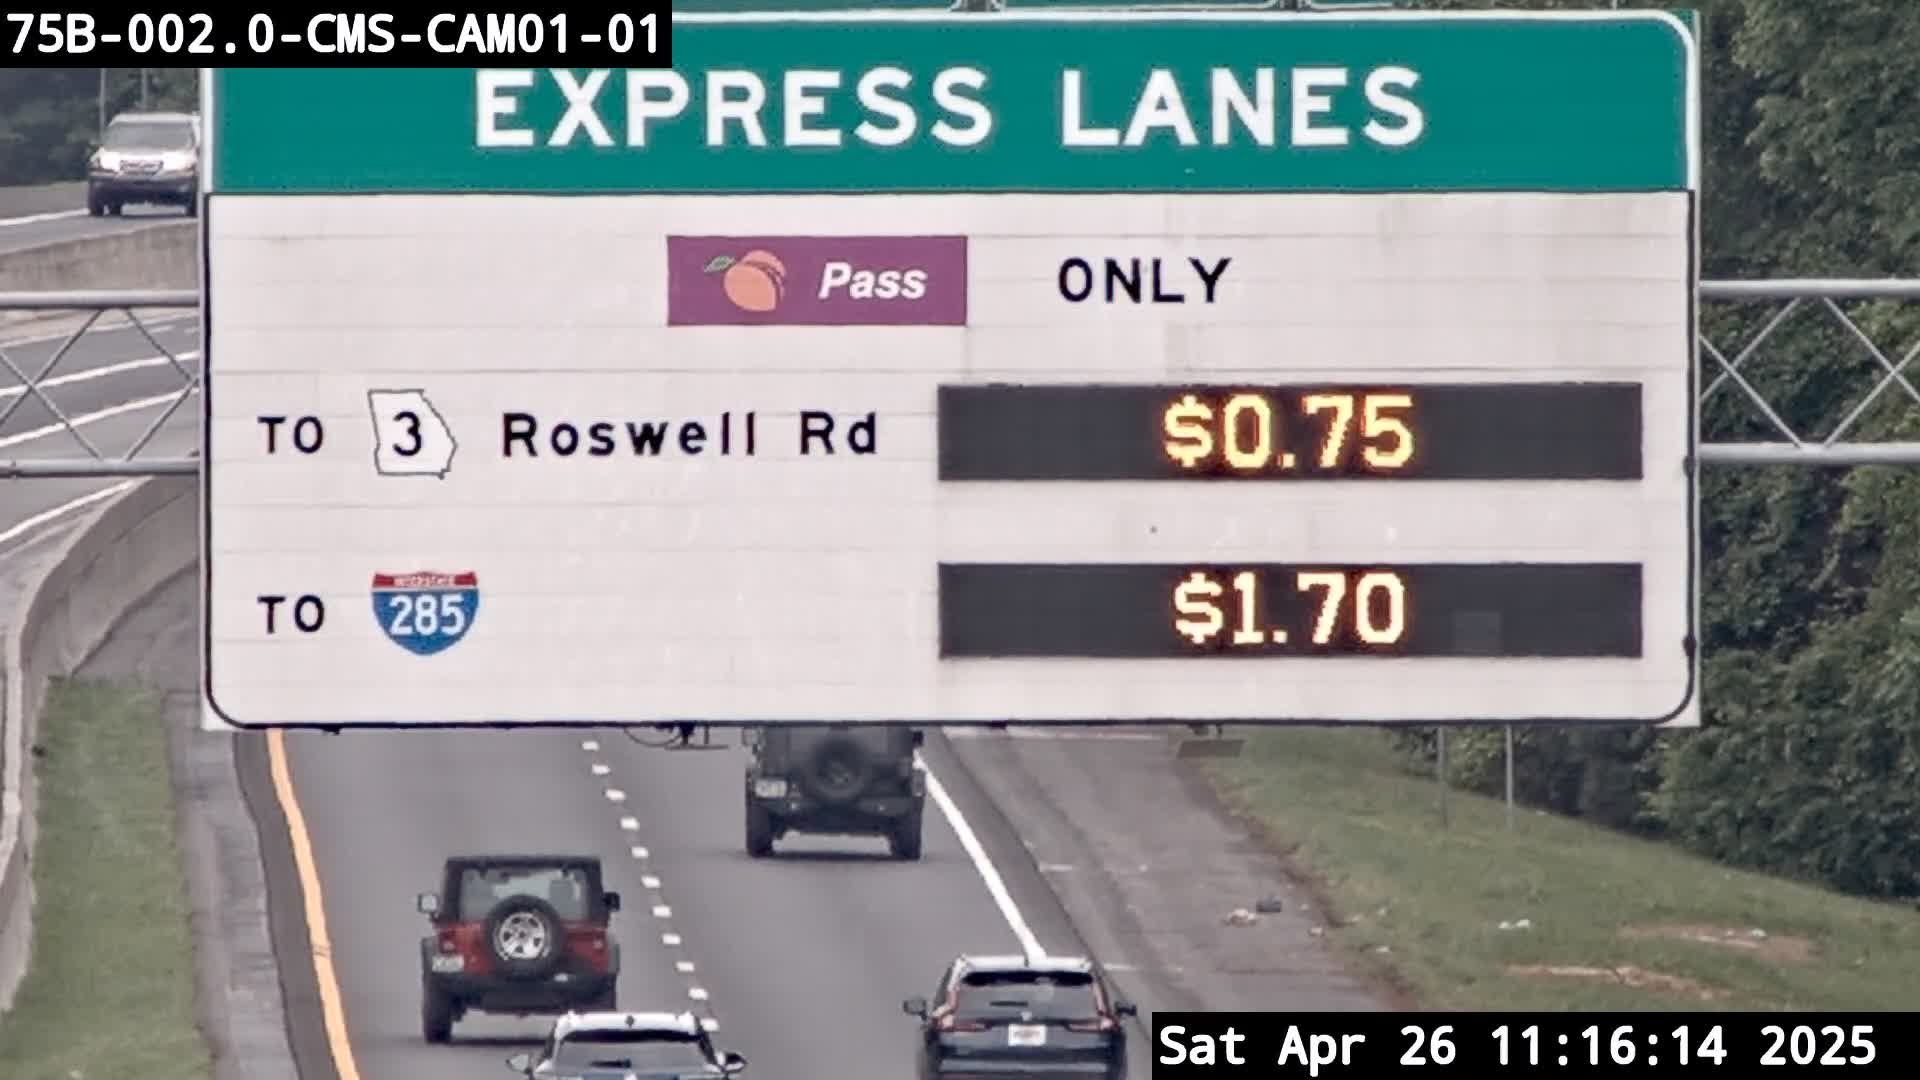 75B-002.0-CMS-CAM01-01
EXPRESS LANES
Pass ONLY
TO 3 Roswell Rd $0.75
INTERSTATE
TO 285 $1.70
Sat Apr 26 11:16:14 2025